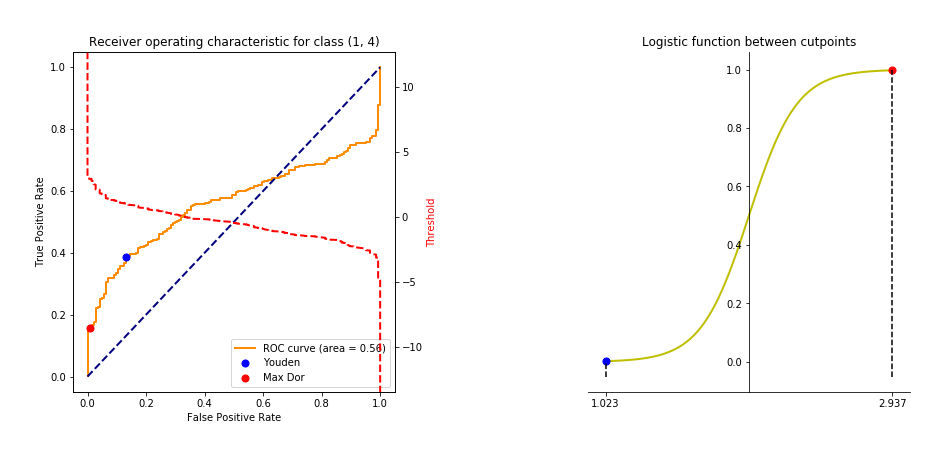 Receiver operating characteristic for class (1, 4)
1.0
0.8
0.6
0.4
0.2
0.0
True Positive Rate
0.0 0.2 0.4 0.6 0.8 1.0
False Positive Rate
10
5
0
−5
−10
Threshold
ROC curve (area = 0.56)
Youden
Max Dor
Logistic function between cutpoints
1.0
0.8
0.6
0.4
0.2
0.0
1.023 2.937